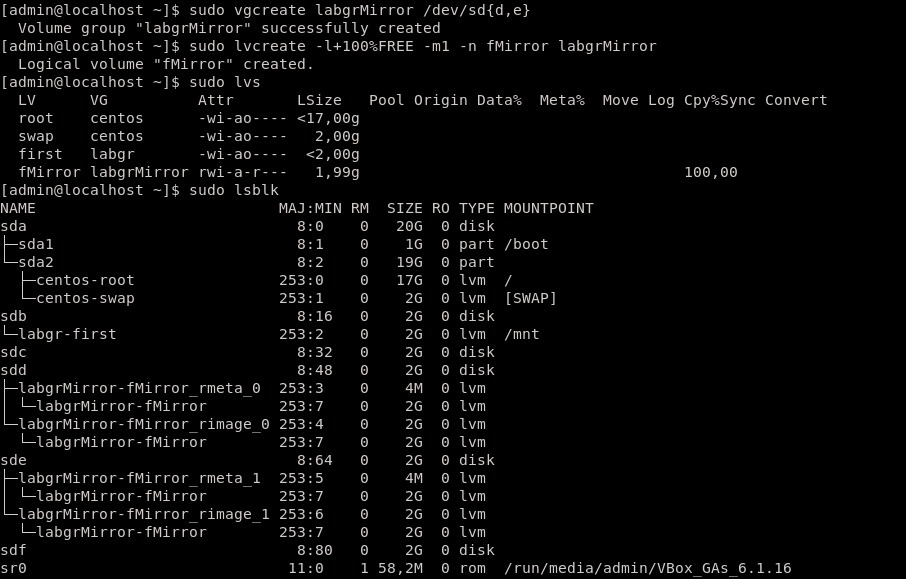 [admin@localhost ~]$ sudo vgcreate labgrMirror /dev/sd{d,e}
  Volume group "labgrMirror" successfully created
[admin@localhost ~]$ sudo lvcreate -l+100%FREE -m1 -n fMirror labgrMirror
  Logical volume "fMirror" created.
[admin@localhost ~]$ sudo lvs
  LV      VG          Attr       LSize   Pool Origin Data%  Meta%  Move Log Cpy%Sync Convert
  root    centos      -wi-ao---- <17,00g
  swap    centos      -wi-ao----   2,00g
  first   labgr       -wi-ao----  <2,00g
  fMirror labgrMirror rwi-a-r---   1,99g                                    100,00
[admin@localhost ~]$ sudo lsblk
NAME                           MAJ:MIN RM  SIZE RO TYPE MOUNTPOINT
sda                              8:0    0   20G  0 disk
├─sda1                           8:1    0    1G  0 part /boot
└─sda2                           8:2    0   19G  0 part
  ├─centos-root                253:0    0   17G  0 lvm  /
  └─centos-swap                253:1    0    2G  0 lvm  [SWAP]
sdb                              8:16   0    2G  0 disk
└─labgr-first                  253:2    0    2G  0 lvm  /mnt
sdc                              8:32   0    2G  0 disk
sdd                              8:48   0    2G  0 disk
├─labgrMirror-fMirror_rmeta_0  253:3    0    4M  0 lvm
│ └─labgrMirror-fMirror        253:7    0    2G  0 lvm
└─labgrMirror-fMirror_rimage_0 253:4    0    2G  0 lvm
  └─labgrMirror-fMirror        253:7    0    2G  0 lvm
sde                              8:64   0    2G  0 disk
├─labgrMirror-fMirror_rmeta_1  253:5    0    4M  0 lvm
│ └─labgrMirror-fMirror        253:7    0    2G  0 lvm
└─labgrMirror-fMirror_rimage_1 253:6    0    2G  0 lvm
  └─labgrMirror-fMirror        253:7    0    2G  0 lvm
sdf                              8:80   0    2G  0 disk
sr0                             11:0    1 58,2M  0 rom  /run/media/admin/VBox_GAs_6.1.16